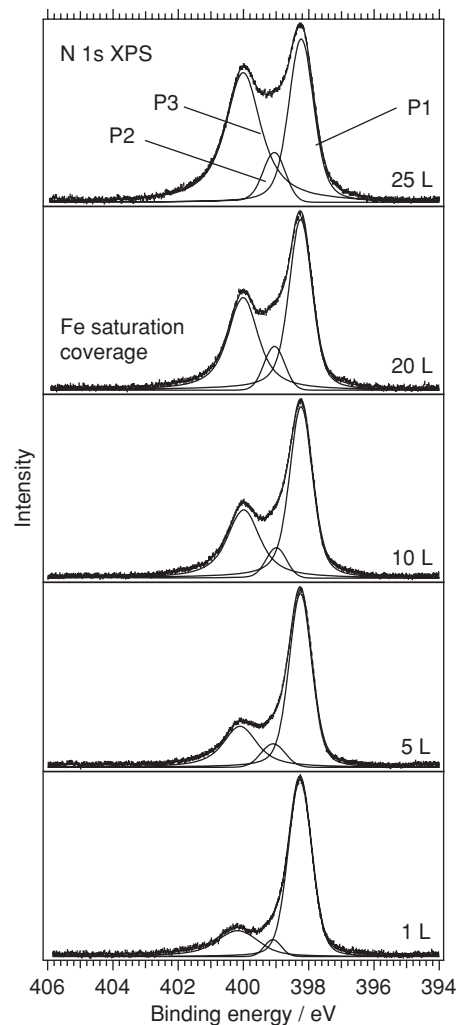 N 1s XPS
P3
P1
P2
25 L
Fe saturation
coverage
20 L
Intensity
10 L
5 L
1 L
406 404 402 400 398 396 394
Binding energy / eV